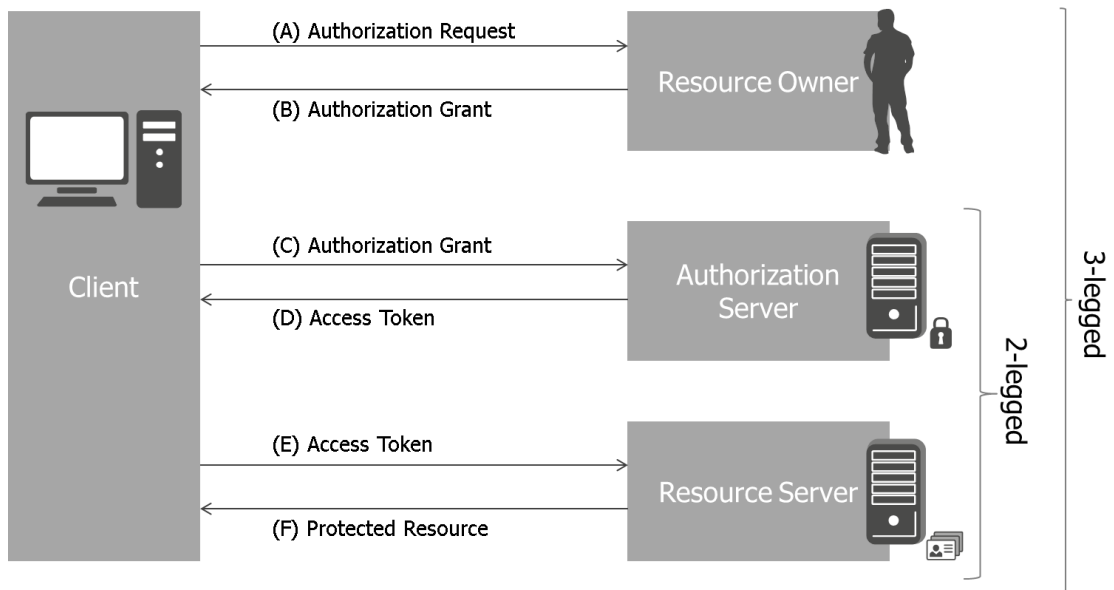 (A) Authorization Request
Resource Owner
(B) Authorization Grant
Client
(C) Authorization Grant
Authorization
Server
(D) Access Token
(E) Access Token
Resource Server
(F) Protected Resource
2-legged
3-legged